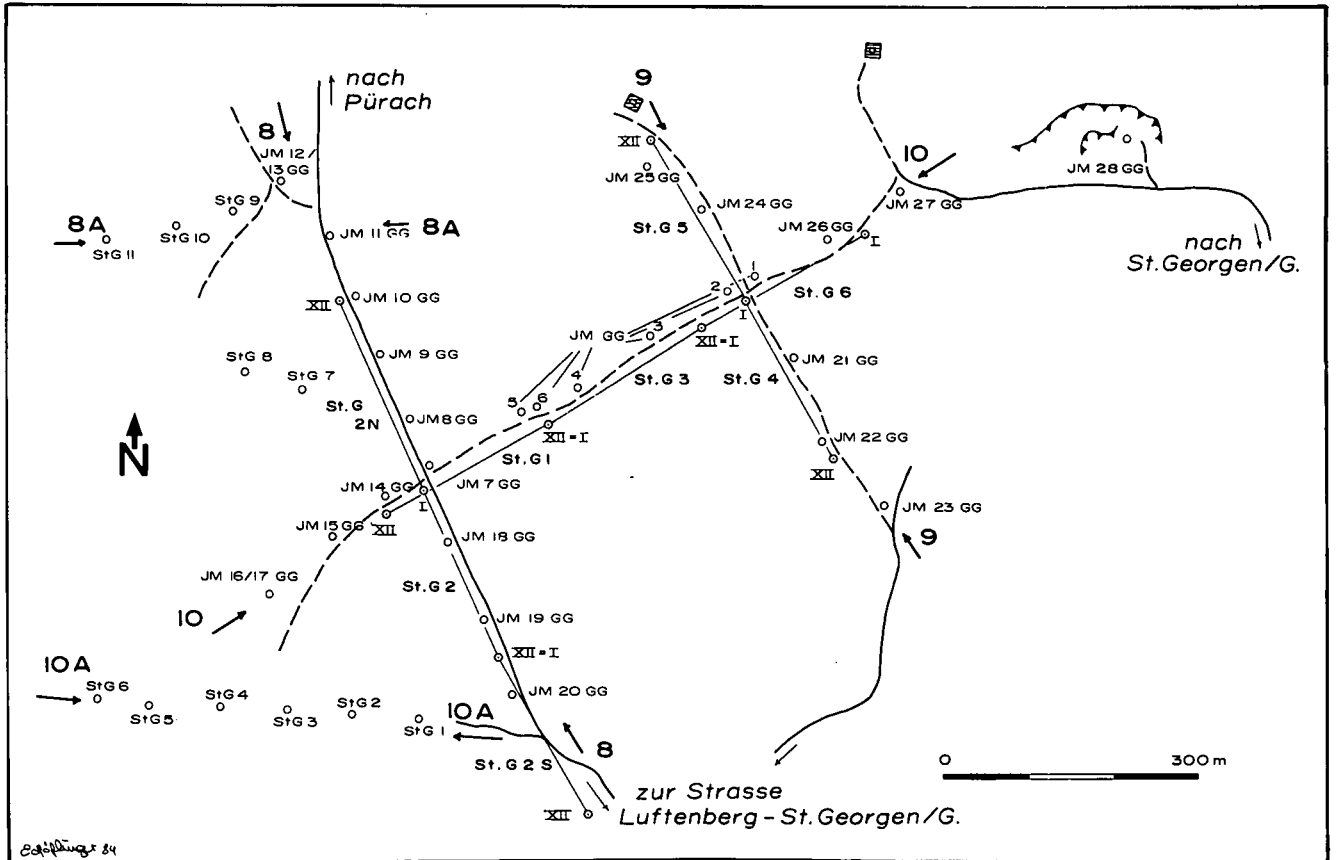 nach
Pürach
8
JM 12/
13 GG
StG 9
StG 10
8A
StG 11
JM 11 GG
8A
XII
JM 10 GG
JM 9 GG
StG 8
StG 7
St.G
2N
JM 8 GG
N
9
XII
JM 25 GG
JM 24 GG
St.G 5
10
JM 28 GG
JM 27 GG
JM 26 GG
I
nach
St.Georgen/G.
1
2
St.G 6
I
3
JM GG
XII=I
St.G 3
St.G 4
JM 21 GG
4
5
6
XII=I
St.G 1
JM 22 GG
XII
JM 14 GG
JM 7 GG
I
XII
JM 15 GG
JM 18 GG
JM 23 GG
9
JM 16/17 GG
St.G 2
10
JM 19 GG
XII=I
10A
StG 6
StG 5
StG 4
StG 3
StG 2
StG 1
10A
JM 20 GG
8
St.G 2 S
XII
0
300 m
zur Strasse
Luftenberg-St.Georgen/G.